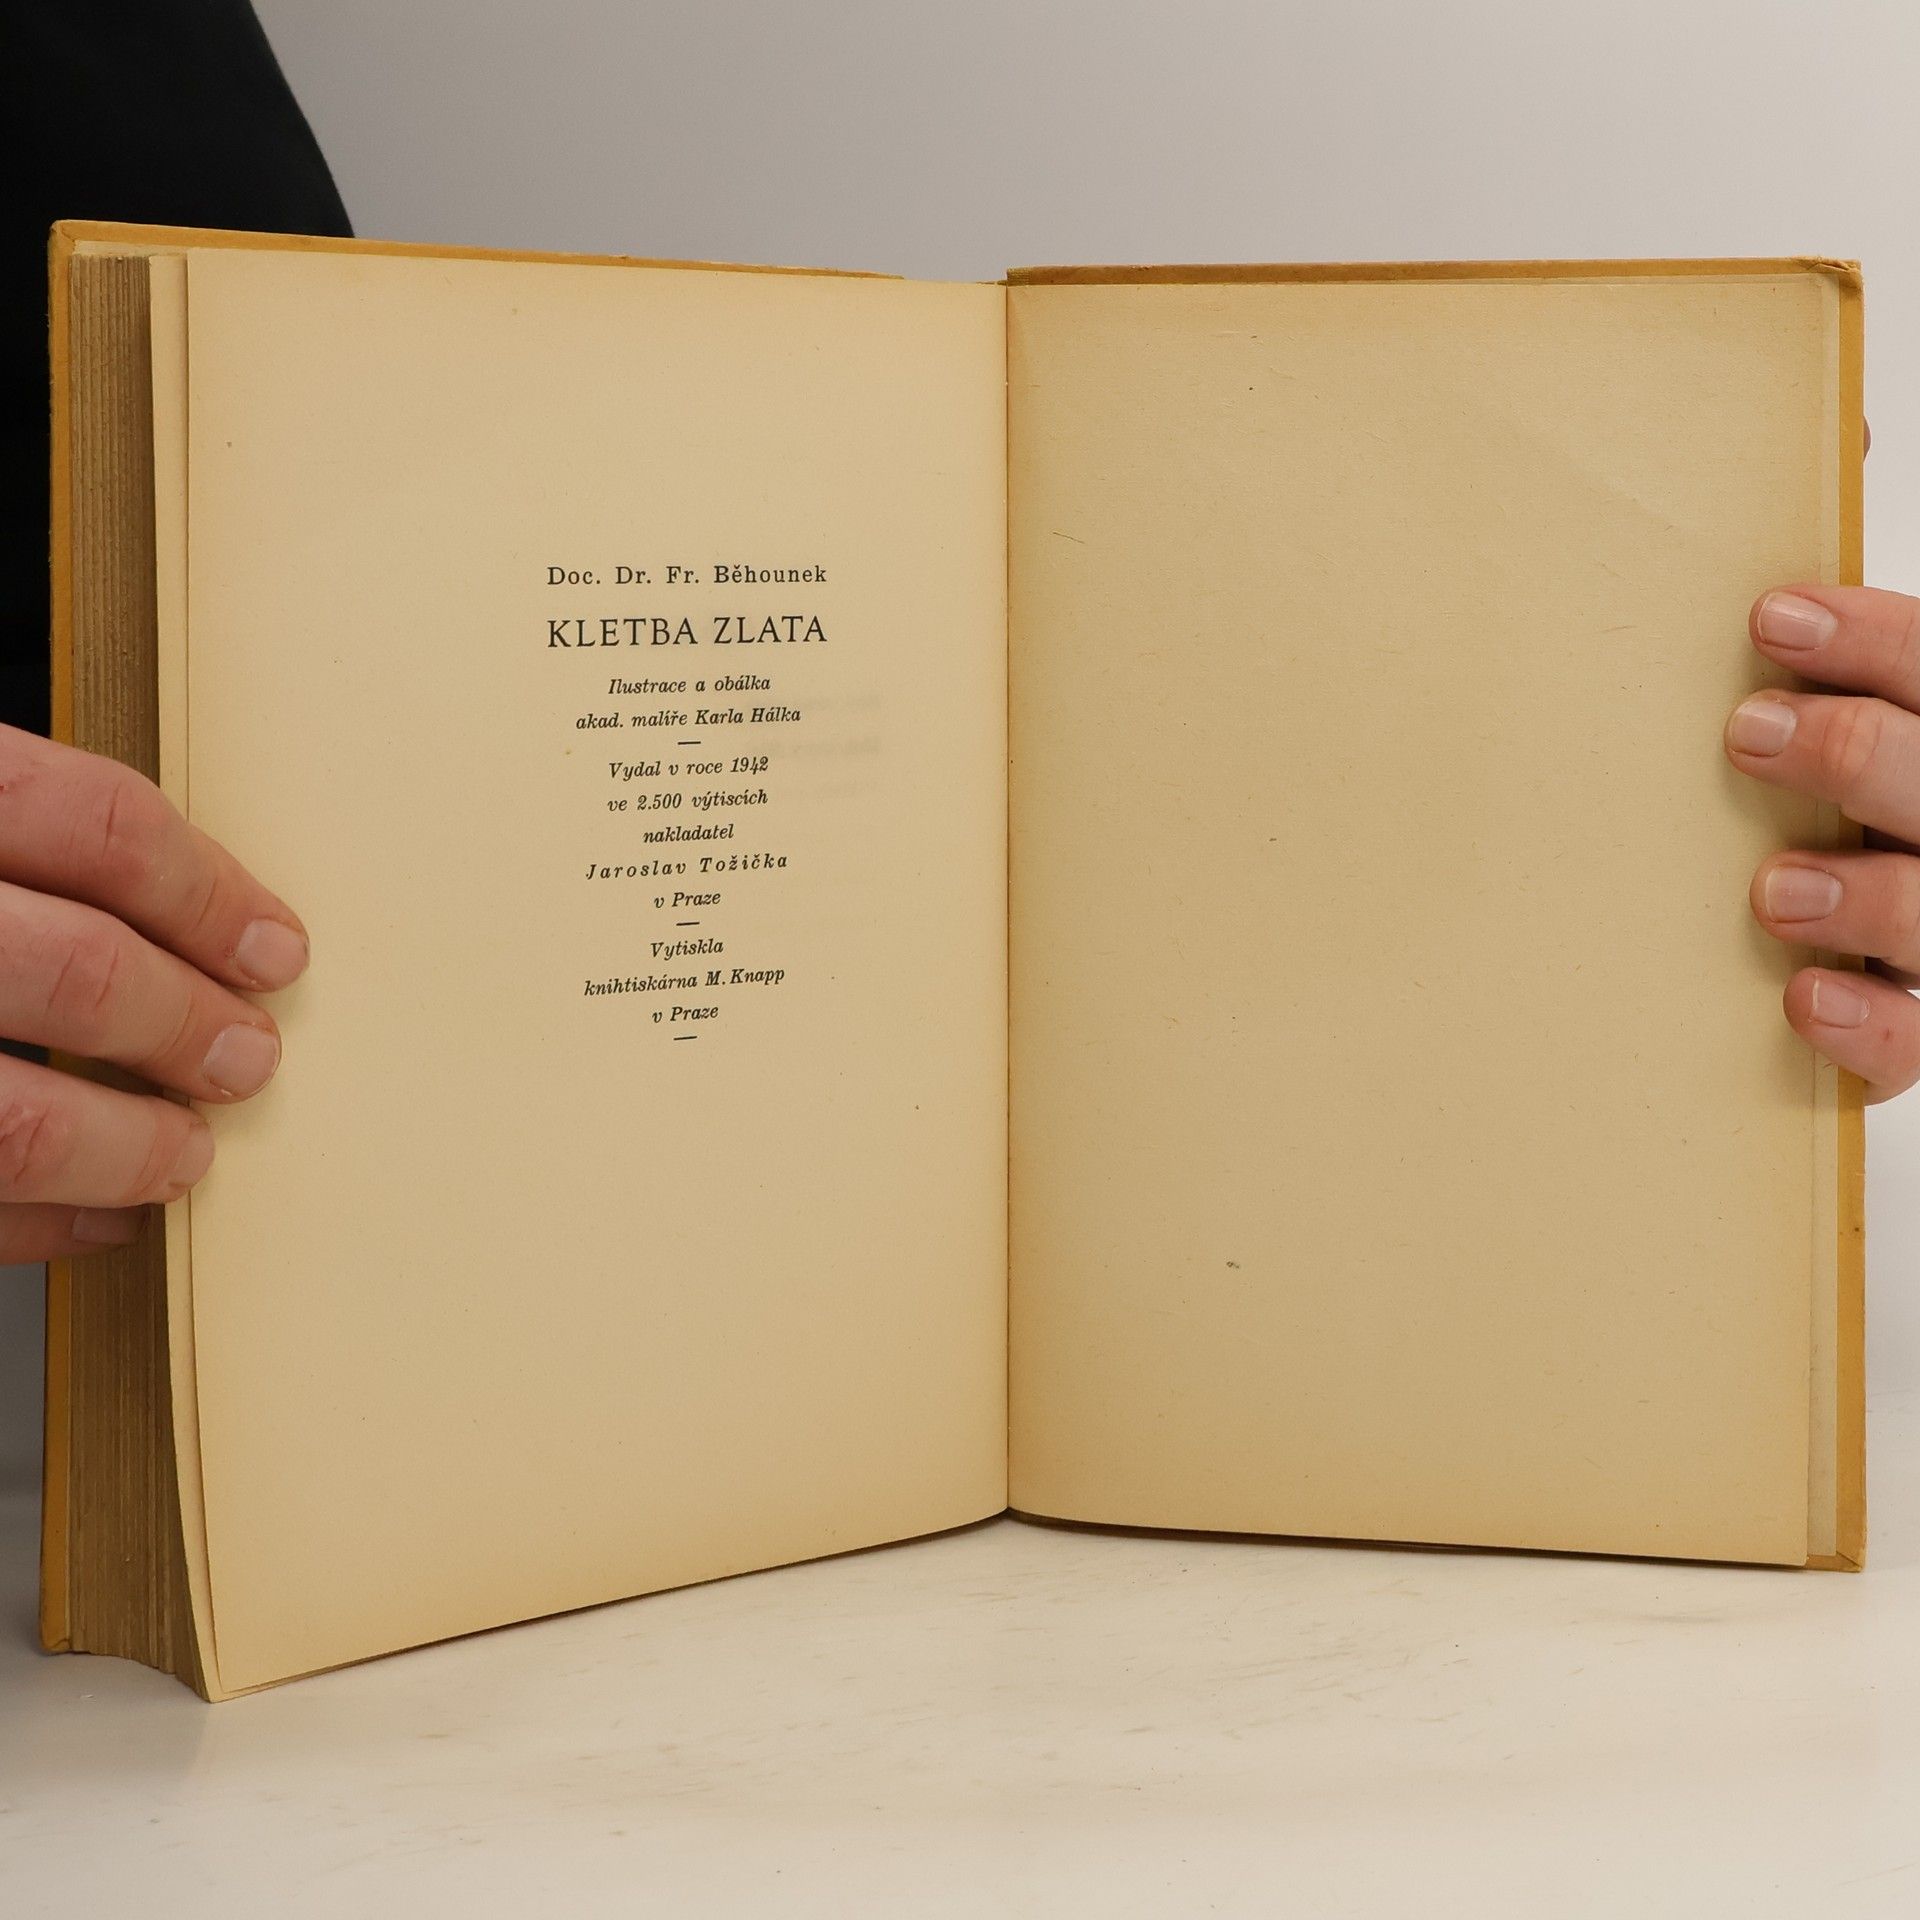 Doc. Dr. Fr. Běhounek
KLETBA ZLATA
Ilustrace a obálka
akad. malíře Karla Hálka
Vydal v roce 1942
ve 2.500 výtiscích
nakladatel
Jaroslav Tožička
v Praze
Vytiskla
knihtiskárna M. Knapp
v Praze